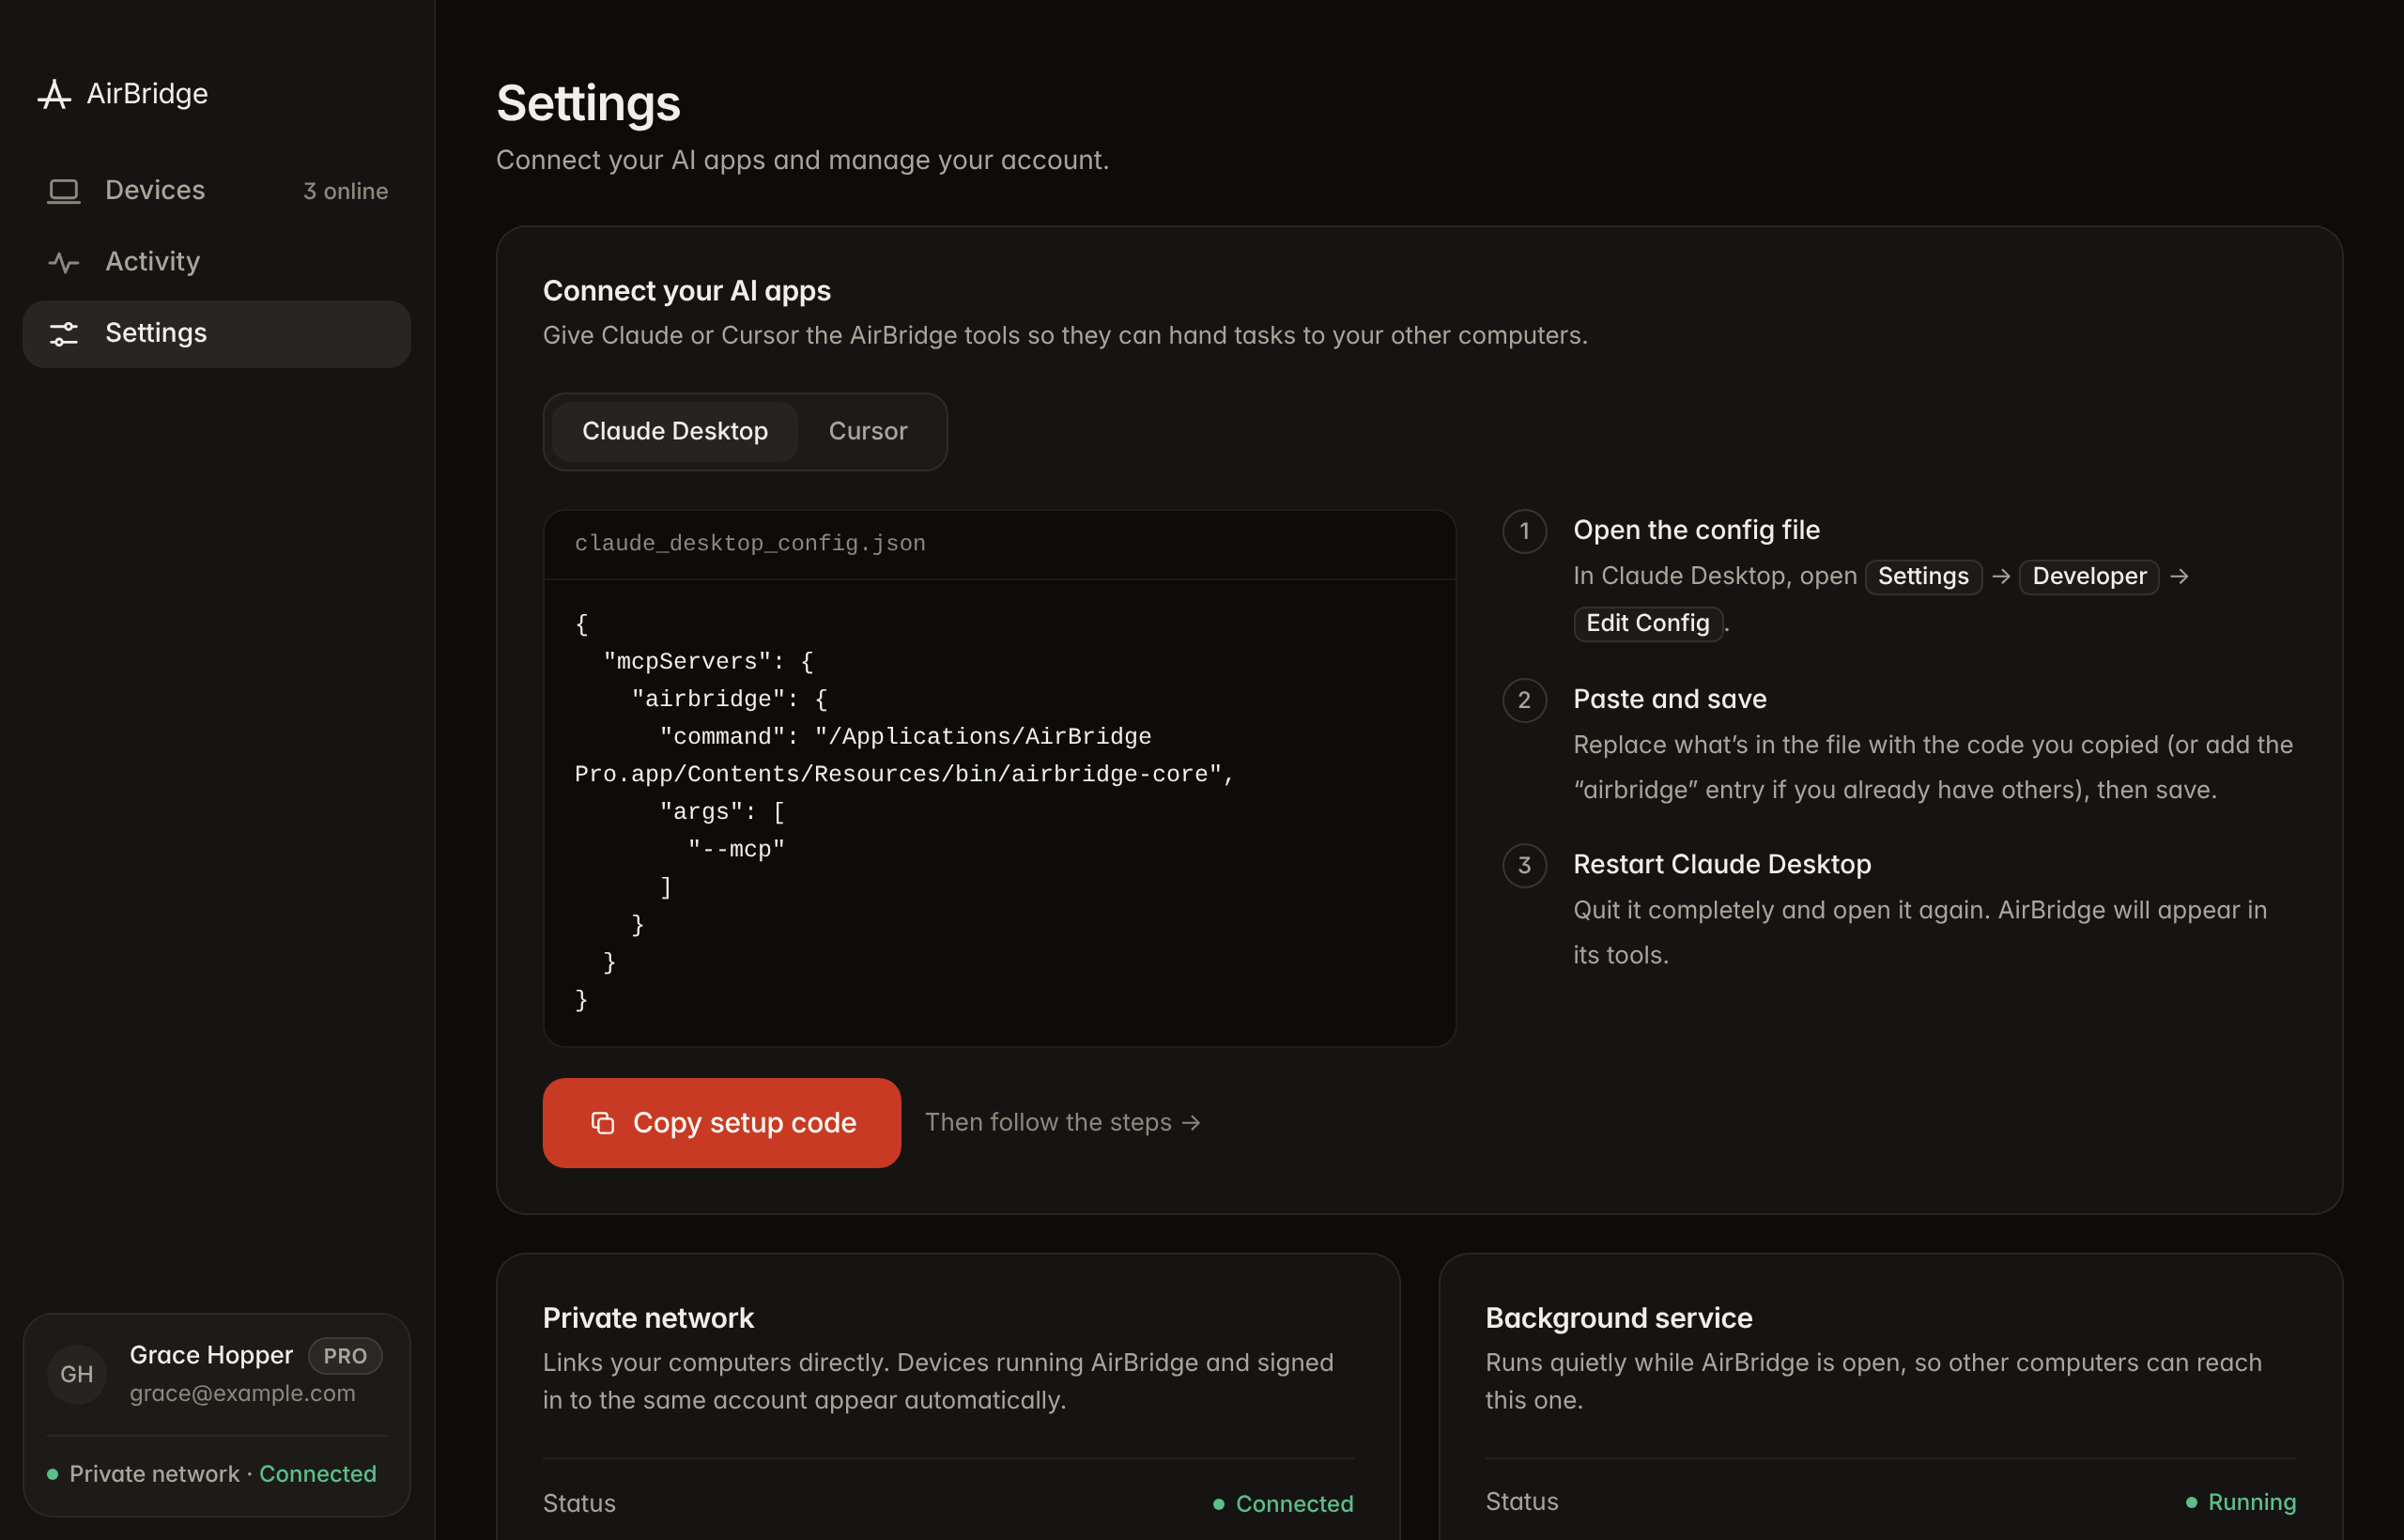 AirBridge
Devices 3 online
Activity
Settings
GH
Grace Hopper PRO
grace@example.com
Private network · Connected
Settings
Connect your AI apps and manage your account.
Connect your AI apps
Give Claude or Cursor the AirBridge tools so they can hand tasks to your other computers.
Claude Desktop Cursor
claude_desktop_config.json
{
  "mcpServers": {
    "airbridge": {
      "command": "/Applications/AirBridge
Pro.app/Contents/Resources/bin/airbridge-core",
      "args": [
        "--mcp"
      ]
    }
  }
}
Copy setup code
Then follow the steps →
1 Open the config file
In Claude Desktop, open Settings → Developer →
Edit Config.
2 Paste and save
Replace what’s in the file with the code you copied (or add the
“airbridge” entry if you already have others), then save.
3 Restart Claude Desktop
Quit it completely and open it again. AirBridge will appear in
its tools.
Private network
Links your computers directly. Devices running AirBridge and signed
in to the same account appear automatically.
Status Connected
Background service
Runs quietly while AirBridge is open, so other computers can reach
this one.
Status Running